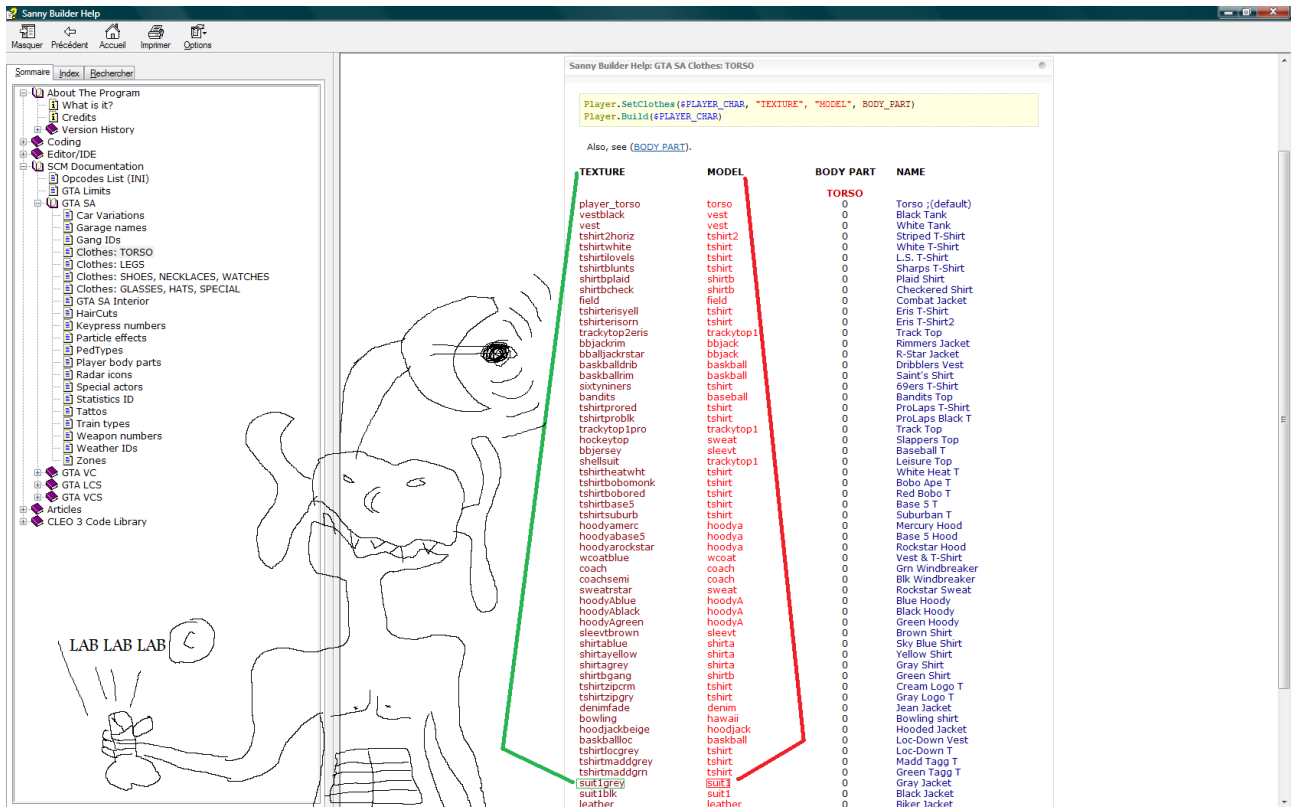 Sanny Builder Help
Masquer Précédent Accueil Imprimer Options
Sommaire Index Rechercher
About The Program
What is it?
Credits
Version History
Coding
Editor/IDE
SCM Documentation
Opcodes List (INI)
GTA Limits
GTA SA
Car Variations
Garage names
Gang IDs
Clothes: TORSO
Clothes: LEGS
Clothes: SHOES, NECKLACES, WATCHES
Clothes: GLASSES, HATS, SPECIAL
GTA SA Interior
HairCuts
Keypress numbers
Particle effects
PedTypes
Player body parts
Radar icons
Special actors
Statistics ID
Tattos
Train types
Weapon numbers
Weather IDs
Zones
GTA VC
GTA LCS
GTA VCS
Articles
CLEO 3 Code Library
LAB LAB LAB
Sanny Builder Help: GTA SA Clothes: TORSO
Player.SetClothes($PLAYER_CHAR, "TEXTURE", "MODEL", BODY_PART)
Player.Build($PLAYER_CHAR)
Also, see (BODY PART).
TEXTURE MODEL BODY PART NAME
TORSO
player_torso torso 0 Torso ;(default)
vestblack vest 0 Black Tank
vest vest 0 White Tank
tshirt2horiz tshirt2 0 Striped T-Shirt
tshirtwhite tshirt 0 White T-Shirt
tshirtilovels tshirt 0 L.S. T-Shirt
tshirtblunts tshirt 0 Sharps T-Shirt
shirtbplaid shirtb 0 Plaid Shirt
shirtbcheck shirtb 0 Checkered Shirt
field field 0 Combat Jacket
tshirterisyell tshirt 0 Eris T-Shirt
tshirterisorn tshirt 0 Eris T-Shirt2
trackytop2eris trackytop1 0 Track Top
bbjackrim bbjack 0 Rimmers Jacket
bballjackrstar bbjack 0 R-Star Jacket
baskballdrib baskball 0 Dribblers Vest
baskballrim baskball 0 Saint's Shirt
sixtyniners tshirt 0 69ers T-Shirt
bandits baseball 0 Bandits Top
tshirtprored tshirt 0 ProLaps T-Shirt
tshirtproblk tshirt 0 ProLaps Black T
trackytop1pro trackytop1 0 Track Top
hockeytop sweat 0 Slappers Top
bbjersey sleevt 0 Baseball T
shellsuit trackytop1 0 Leisure Top
tshirtheatwht tshirt 0 White Heat T
tshirtbobomonk tshirt 0 Bobo Ape T
tshirtbobored tshirt 0 Red Bobo T
tshirtbase5 tshirt 0 Base 5 T
tshirtsuburb tshirt 0 Suburban T
hoodyamerc hoodya 0 Mercury Hood
hoodyabase5 hoodya 0 Base 5 Hood
hoodyarockstar hoodya 0 Rockstar Hood
wcoatblue wcoat 0 Vest & T-Shirt
coach coach 0 Grn Windbreaker
coachsemi coach 0 Blk Windbreaker
sweatrstar sweat 0 Rockstar Sweat
hoodyAblue hoodyA 0 Blue Hoody
hoodyAblack hoodyA 0 Black Hoody
hoodyAgreen hoodyA 0 Green Hoody
sleevtbrown sleevt 0 Brown Shirt
shirtablue shirta 0 Sky Blue Shirt
shirtayellow shirta 0 Yellow Shirt
shirtagrey shirta 0 Gray Shirt
shirtbgang shirtb 0 Green Shirt
tshirtzipcrm tshirt 0 Cream Logo T
tshirtzipgry tshirt 0 Gray Logo T
denimfade denim 0 Jean Jacket
bowling hawaii 0 Bowling shirt
hoodjackbeige hoodjack 0 Hooded Jacket
baskballloc baskball 0 Loc-Down Vest
tshirtlocgrey tshirt 0 Loc-Down T
tshirtmaddgrey tshirt 0 Madd Tagg T
tshirtmaddgrn tshirt 0 Green Tagg T
suit1grey suit1 0 Gray Jacket
suit1blk suit1 0 Black Jacket
leather leather 0 Biker Jacket